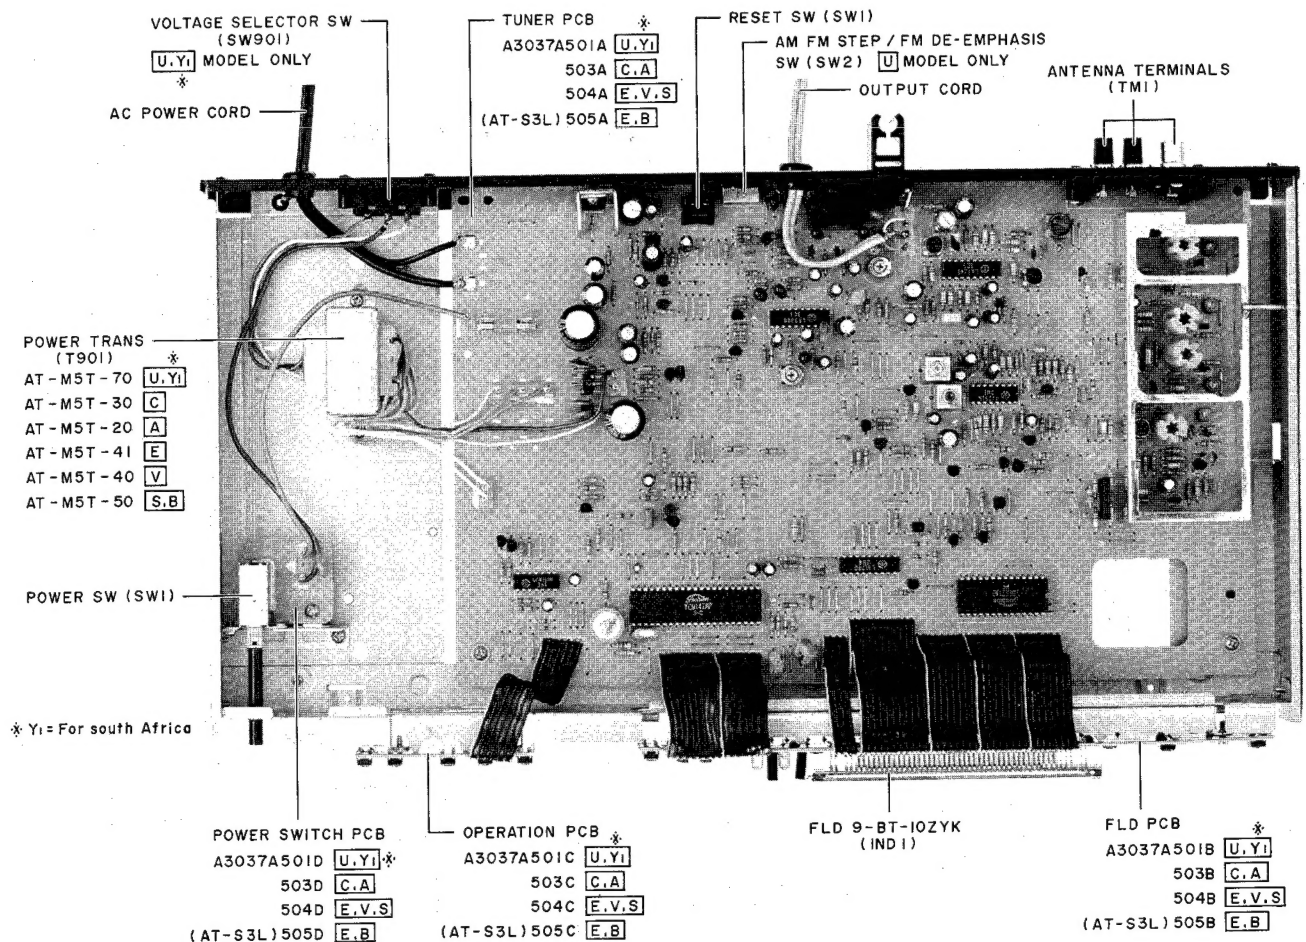 VOLTAGE SELECTOR SW
(SW901)
U.Y1 MODEL ONLY
※
AC POWER CORD
TUNER PCB ※
A3037A501A U.Y1
503A C.A
504A E.V.S
(AT-S3L) 505A E.B
RESET SW (SW1)
AM FM STEP / FM DE-EMPHASIS
SW (SW2) U MODEL ONLY
OUTPUT CORD
ANTENNA TERMINALS
(TM1)
POWER TRANS
(T901) ※
AT-M5T-70 U.Y1
AT-M5T-30 C
AT-M5T-20 A
AT-M5T-41 E
AT-M5T-40 V
AT-M5T-50 S.B
POWER SW (SW1)
※ Y1 = For south Africa
POWER SWITCH PCB
A3037A501D U.Y1 ※
503D C.A
504D E.V.S
(AT-S3L) 505D E.B
OPERATION PCB ※
A3037A501C U.Y1
503C C.A
504C E.V.S
(AT-S3L) 505C E.B
FLD 9-BT-10ZYK
(IND1)
FLD PCB ※
A3037A501B U.Y1
503B C.A
504B E.V.S
(AT-S3L) 505B E.B